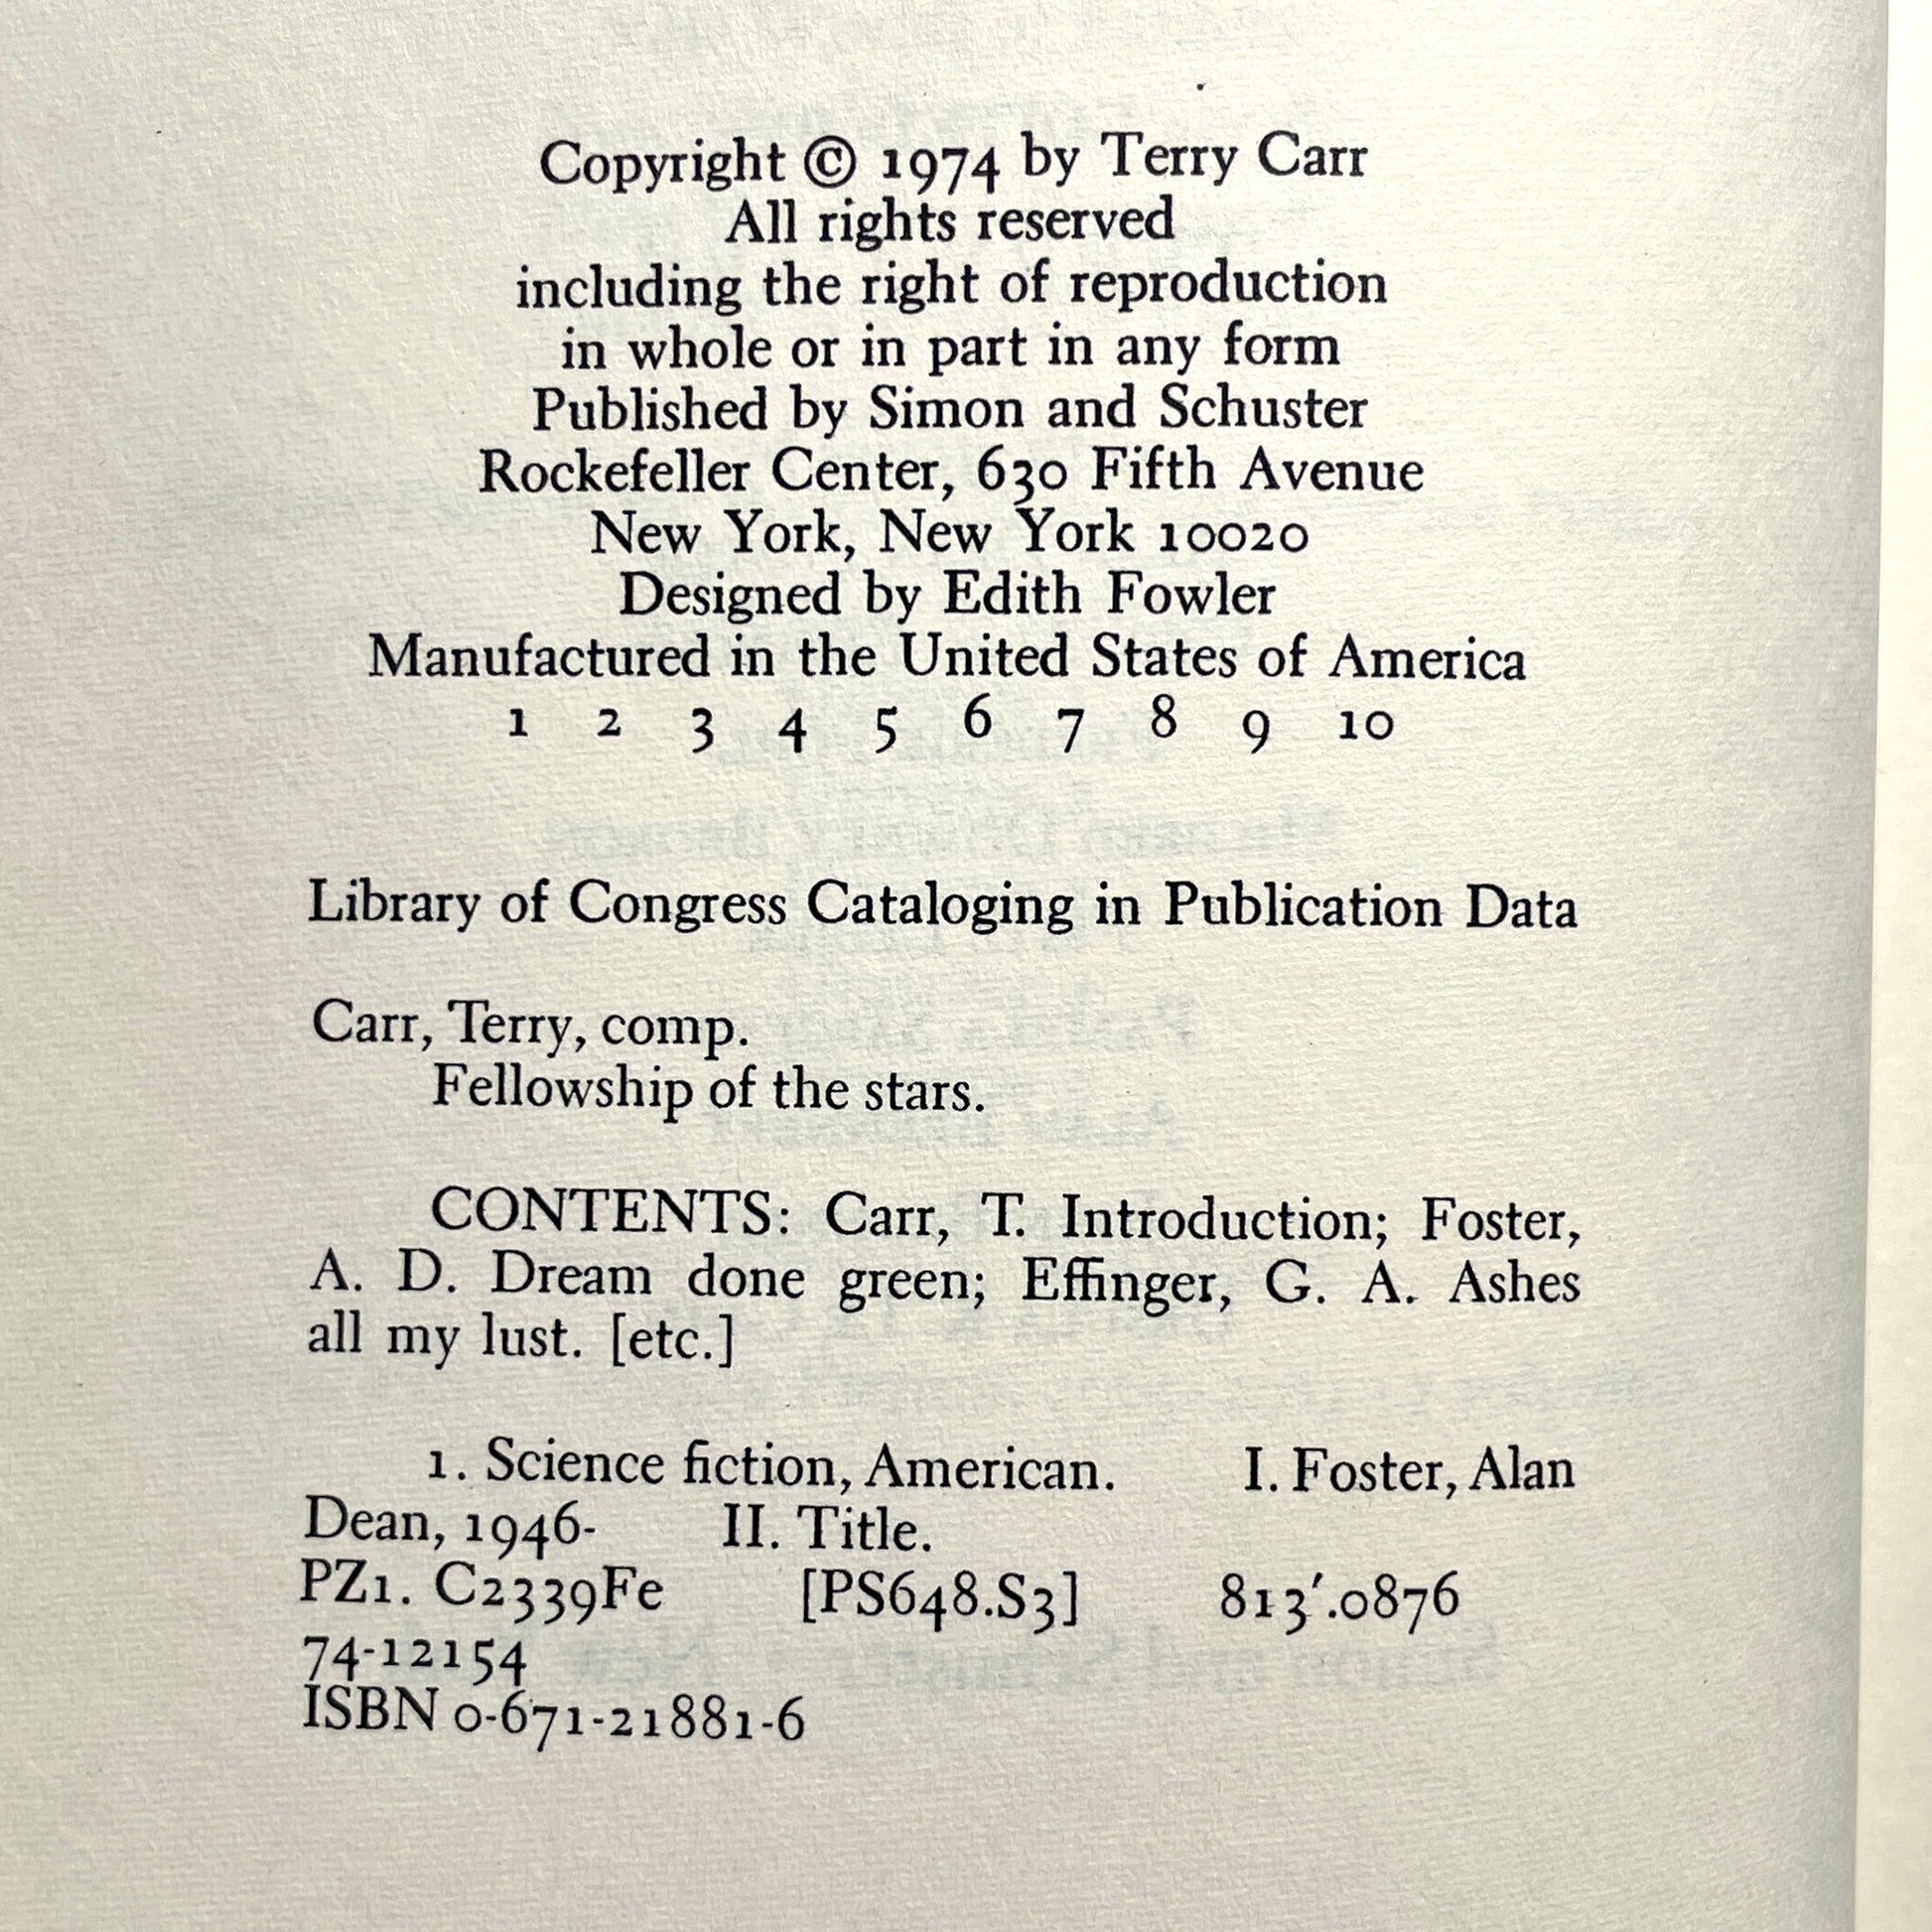 Copyright © 1974 by Terry Carr
All rights reserved
including the right of reproduction
in whole or in part in any form
Published by Simon and Schuster
Rockefeller Center, 630 Fifth Avenue
New York, New York 10020
Designed by Edith Fowler
Manufactured in the United States of America
1 2 3 4 5 6 7 8 9 10
Library of Congress Cataloging in Publication Data
Carr, Terry, comp.
Fellowship of the stars.
CONTENTS: Carr, T. Introduction; Foster,
A. D. Dream done green; Effinger, G. A. Ashes
all my lust. [etc.]
1. Science fiction, American. I. Foster, Alan
Dean, 1946- II. Title.
PZ1. C2339Fe [PS648.S3] 813′.0876
74-12154
ISBN 0-671-21881-6